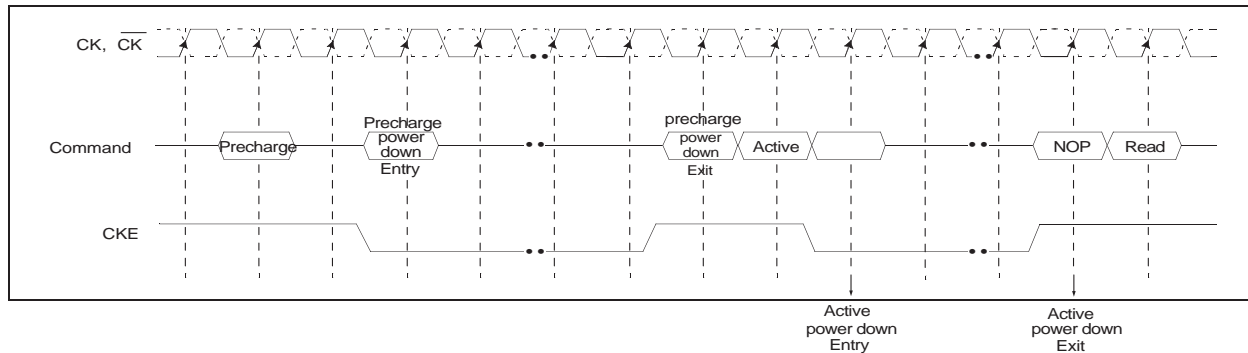 CK, CK
Command
Precharge
Precharge
power
down
Entry
precharge
power
down
Exit
Active
NOP
Read
CKE
Active
power down
Entry
Active
power down
Exit